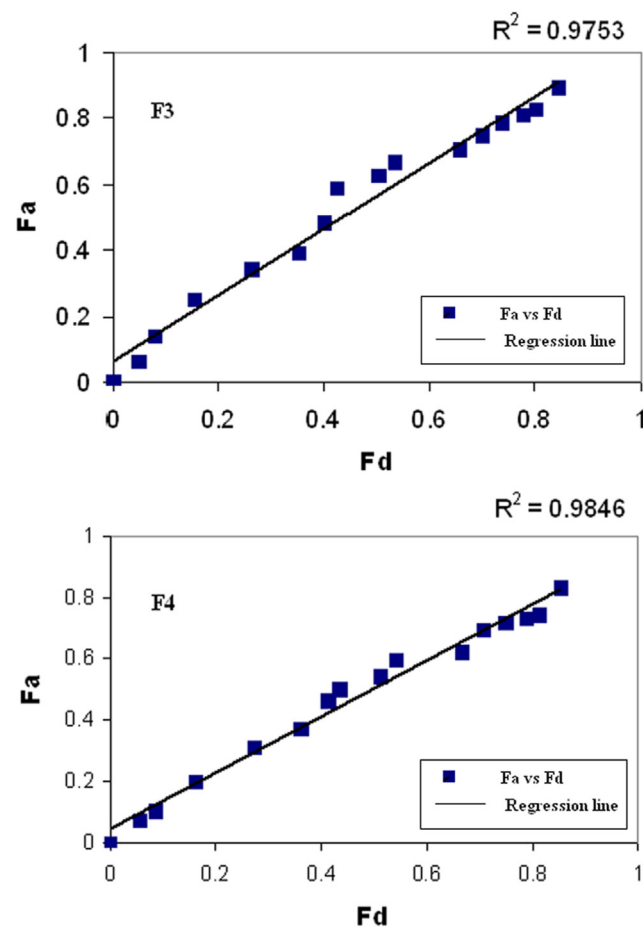 R² = 0.9753
1
0.8
0.6
0.4
0.2
0
Fa
F3
Fa vs Fd
Regression line
0 0.2 0.4 0.6 0.8 1
Fd
R² = 0.9846
1
0.8
0.6
0.4
0.2
0
Fa
F4
Fa vs Fd
Regression line
0 0.2 0.4 0.6 0.8 1
Fd